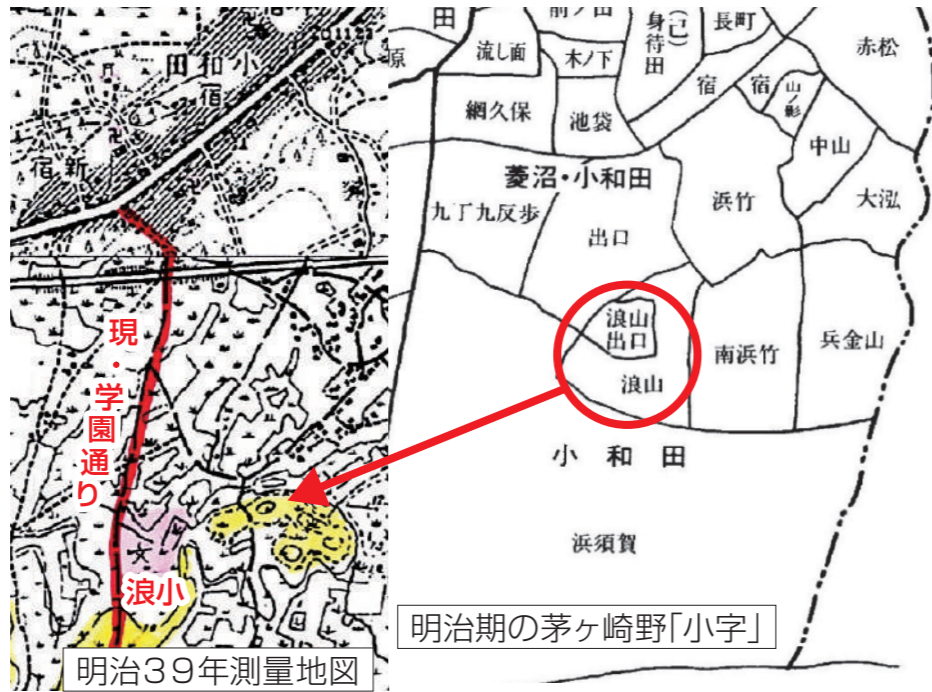 小和田
宿
新宿
現・学園通り
浪小
明治39年測量地図
田
前ノ田
身待田
(己)
長町
赤松
原
流し面
木ノ下
宿
宿
山ノ影
網久保
池袋
中山
菱沼・小和田
九丁九反歩
浜竹
大泓
出口
浪山
出口
浪山
南浜竹
兵金山
小和田
浜須賀
明治期の茅ヶ崎野「小字」